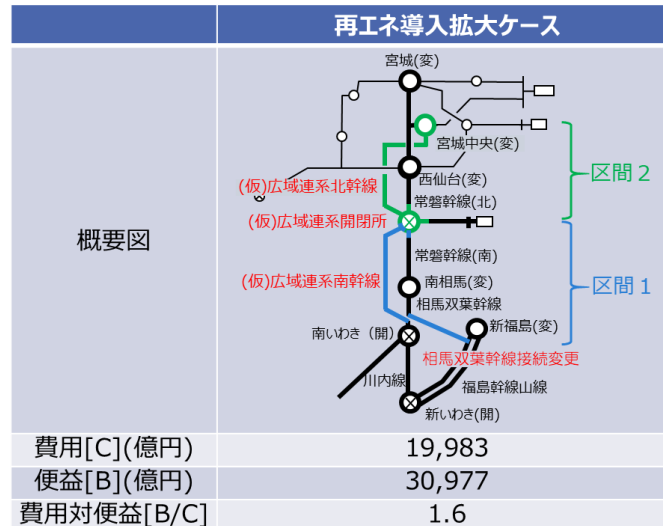 再エネ導入拡大ケース
概要図
宮城(変)
宮城中央(変)
区間２
(仮)広域連系北幹線
西仙台(変)
常磐幹線(北)
(仮)広域連系開閉所
常磐幹線(南)
(仮)広域連系南幹線
区間１
南相馬(変)
相馬双葉幹線
南いわき（開）
新福島(変)
相馬双葉幹線接続変更
川内線
福島幹線山線
新いわき(開)
費用[C](億円) 19,983
便益[B](億円) 30,977
費用対便益[B/C] 1.6